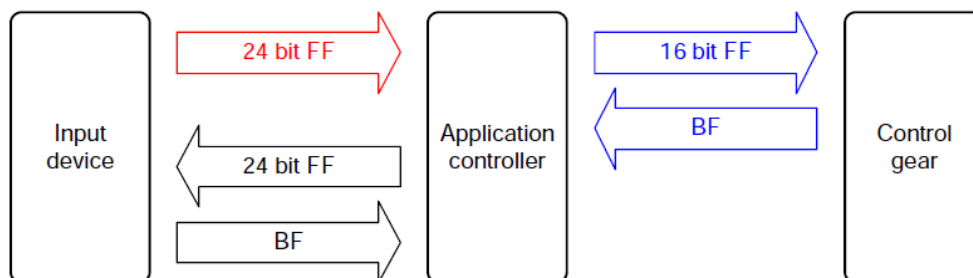 24 bit FF
16 bit FF
Input
device
Application
controller
BF
Control
gear
24 bit FF
BF